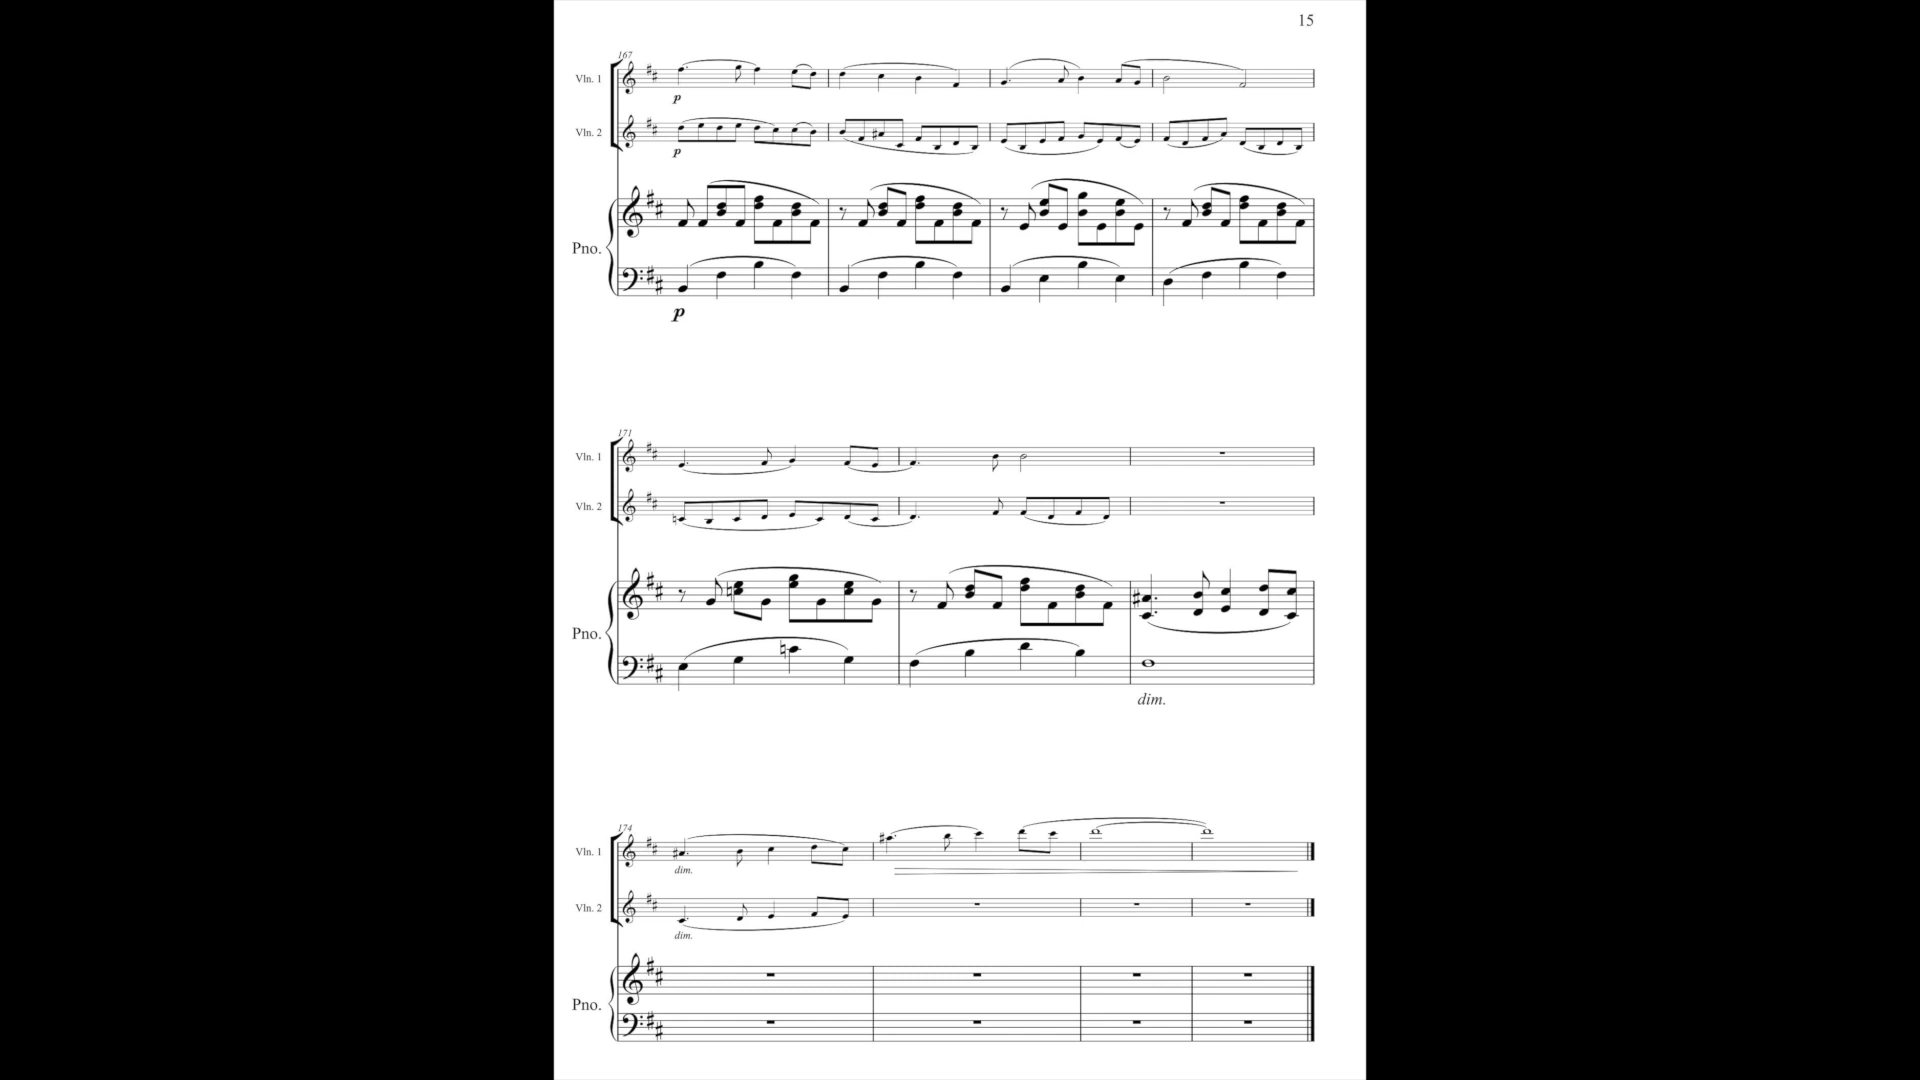 15
167
Vln. 1
p
Vln. 2
p
Pno.
p
171
Vln. 1
Vln. 2
Pno.
dim.
174
Vln. 1
dim.
Vln. 2
dim.
Pno.